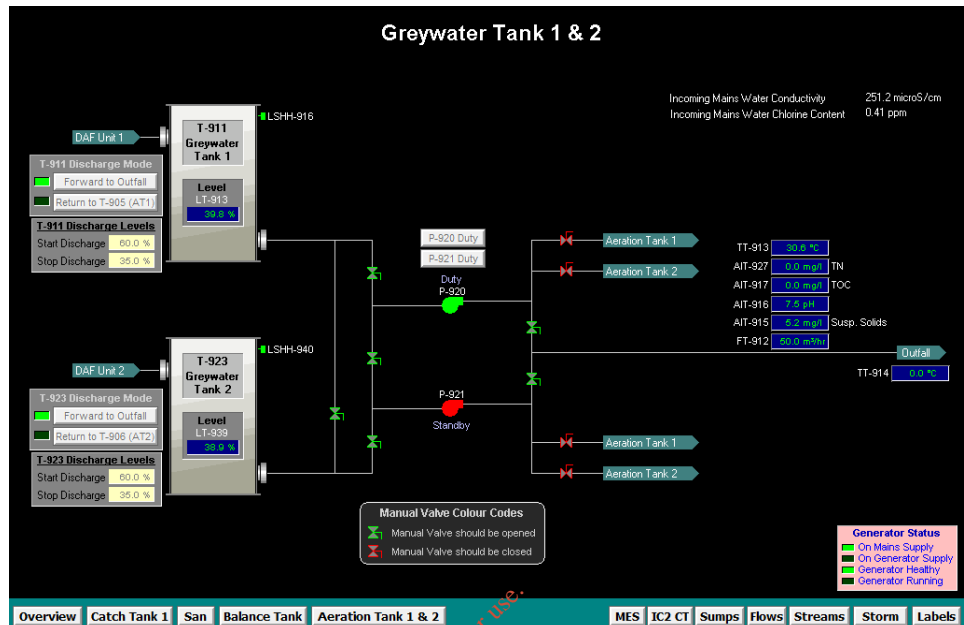 Greywater Tank 1 & 2
Incoming Mains Water Conductivity 251.2 microS/cm
Incoming Mains Water Chlorine Content 0.41 ppm
LSHH-916
DAF Unit 1
T-911
Greywater
Tank 1
T-911 Discharge Mode
Forward to Outfall
Return to T-905 (AT1)
Level
LT-913
39.8 %
T-911 Discharge Levels
Start Discharge 60.0 %
Stop Discharge 35.0 %
P-920 Duty
P-921 Duty
Duty
P-920
Aeration Tank 1
Aeration Tank 2
TT-913 30.6 ºC
AIT-927 0.0 mg/l TN
AIT-917 0.0 mg/l TOC
AIT-916 7.5 pH
AIT-915 5.2 mg/l Susp. Solids
FT-912 50.0 m³/hr
Outfall
TT-914 0.0 ºC
LSHH-940
DAF Unit 2
T-923
Greywater
Tank 2
T-923 Discharge Mode
Forward to Outfall
Return to T-906 (AT2)
Level
LT-939
38.9 %
T-923 Discharge Levels
Start Discharge 60.0 %
Stop Discharge 35.0 %
P-921
Standby
Aeration Tank 1
Aeration Tank 2
Manual Valve Colour Codes
Manual Valve should be opened
Manual Valve should be closed
Generator Status
On Mains Supply
On Generator Supply
Generator Healthy
Generator Running
use.
Overview Catch Tank 1 San Balance Tank Aeration Tank 1 & 2 MES IC2 CT Sumps Flows Streams Storm Labels